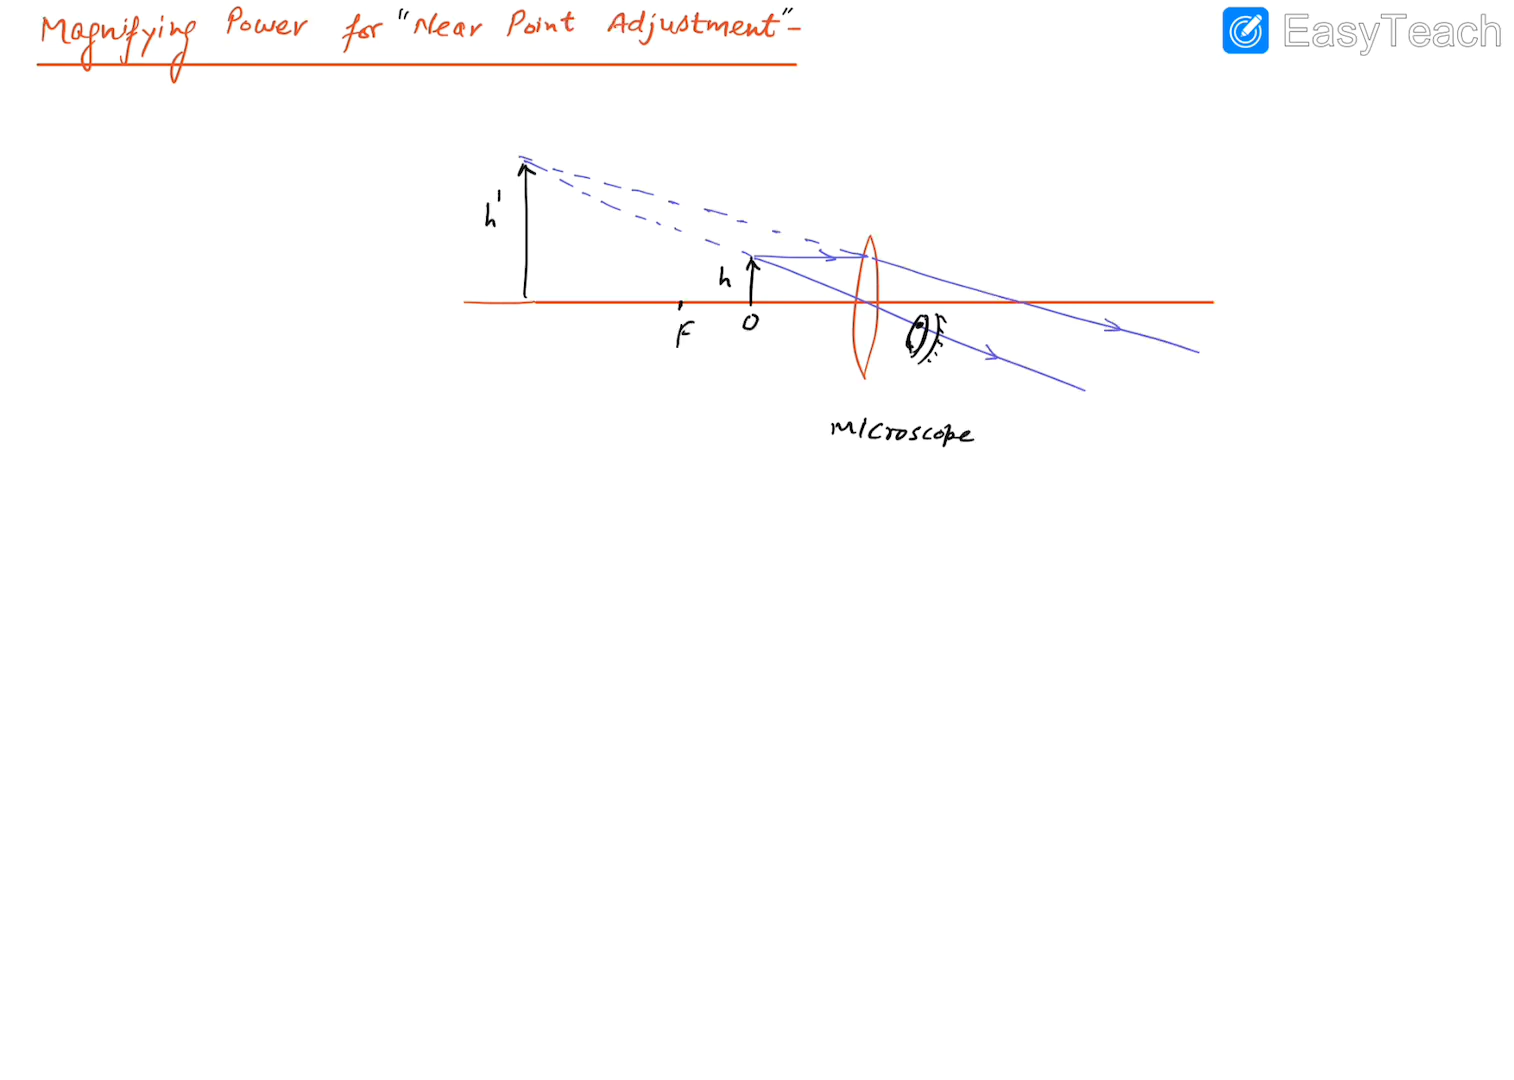 Magnifying Power for "Near Point Adjustment"-
EasyTeach
h'
h
F
O
Microscope